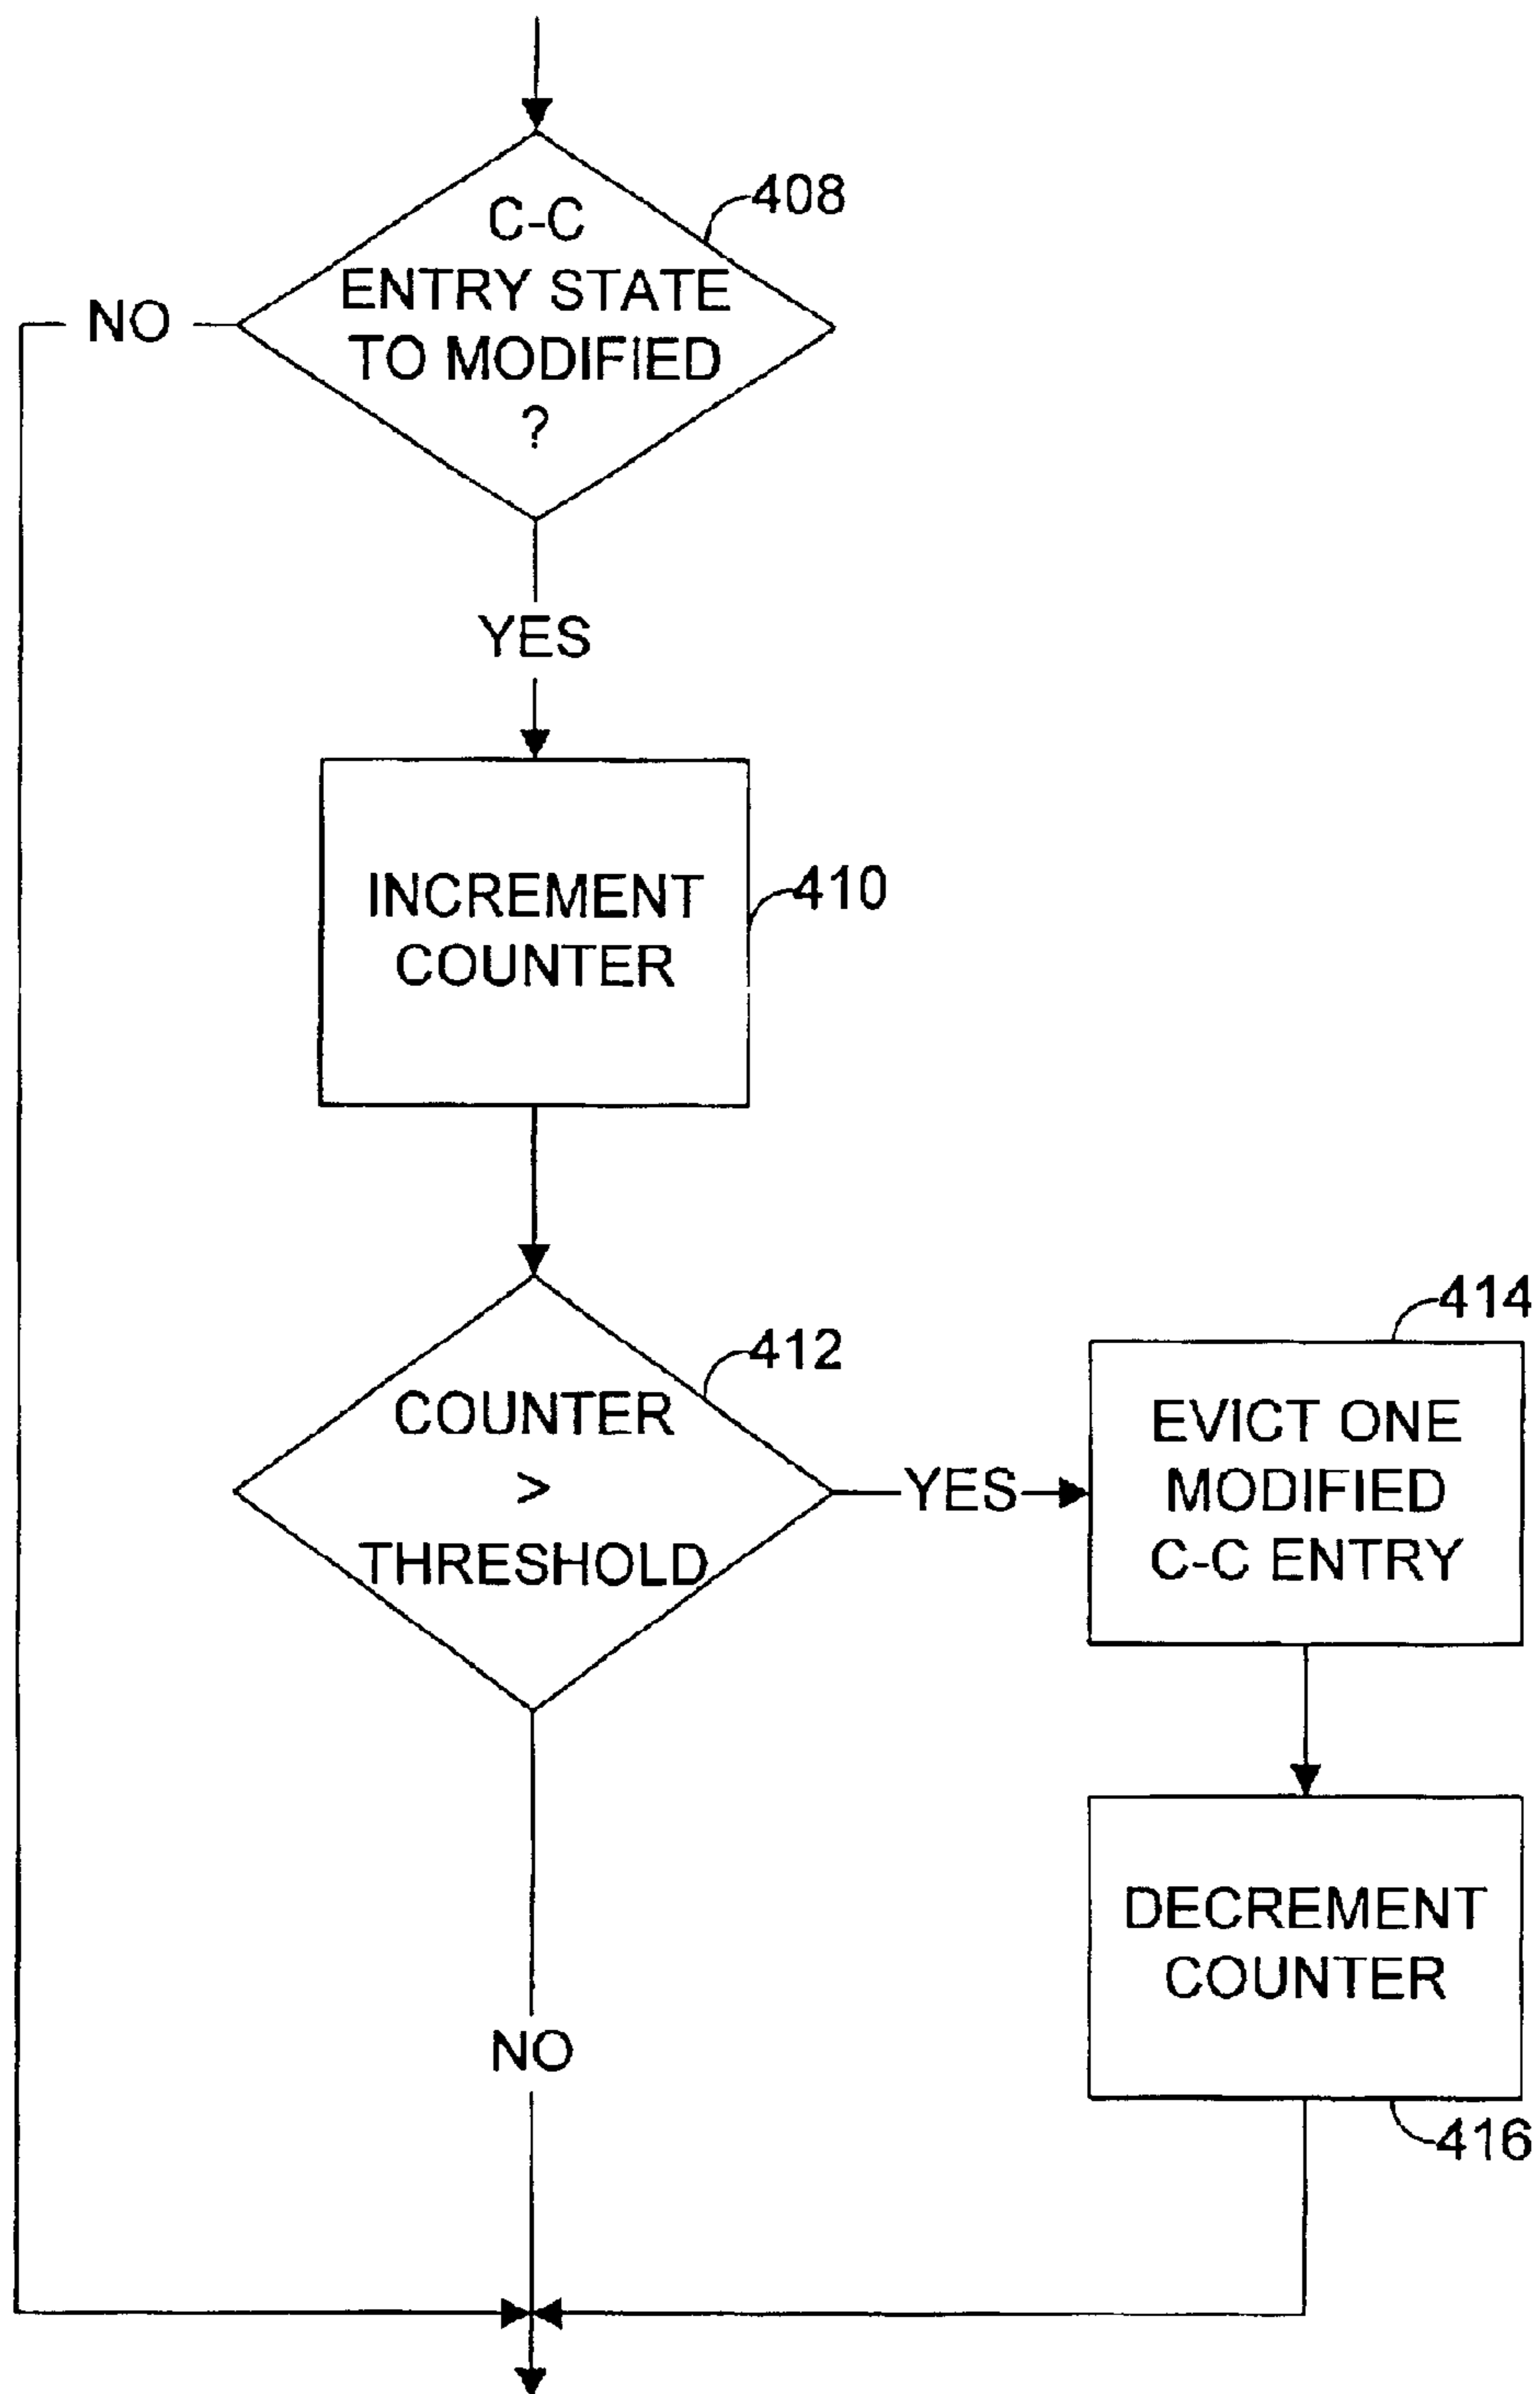 C-C
ENTRY STATE
TO MODIFIED
?
408
NO
YES
INCREMENT
COUNTER
410
COUNTER
>
THRESHOLD
412
YES
EVICT ONE
MODIFIED
C-C ENTRY
414
DECREMENT
COUNTER
416
NO